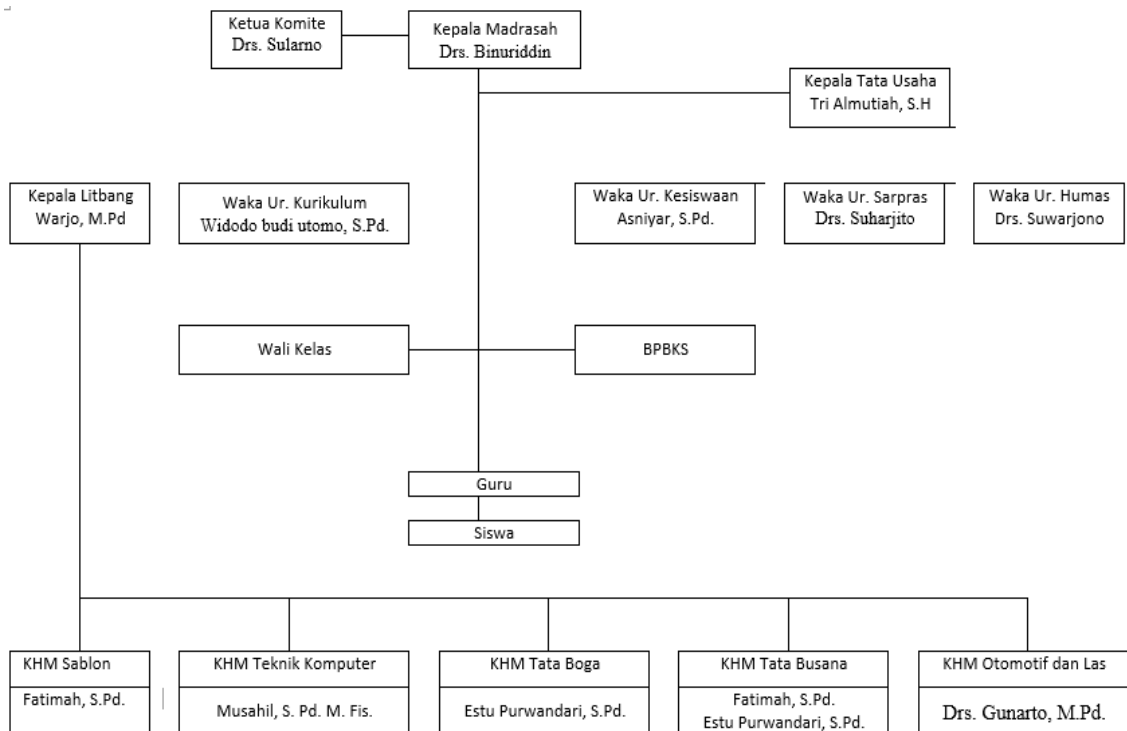 Ketua Komite
Drs. Sularno
Kepala Madrasah
Drs. Binuriddin
Kepala Tata Usaha
Tri Almutiah, S.H
Kepala Litbang
Warjo, M.Pd
Waka Ur. Kurikulum
Widodo budi utomo, S.Pd.
Waka Ur. Kesiswaan
Asniyar, S.Pd.
Waka Ur. Sarpras
Drs. Suharjito
Waka Ur. Humas
Drs. Suwarjono
Wali Kelas
BPBKS
Guru
Siswa
KHM Sablon
Fatimah, S.Pd.
KHM Teknik Komputer
Musahil, S. Pd. M. Fis.
KHM Tata Boga
Estu Purwandari, S.Pd.
KHM Tata Busana
Fatimah, S.Pd.
Estu Purwandari, S.Pd.
KHM Otomotif dan Las
Drs. Gunarto, M.Pd.